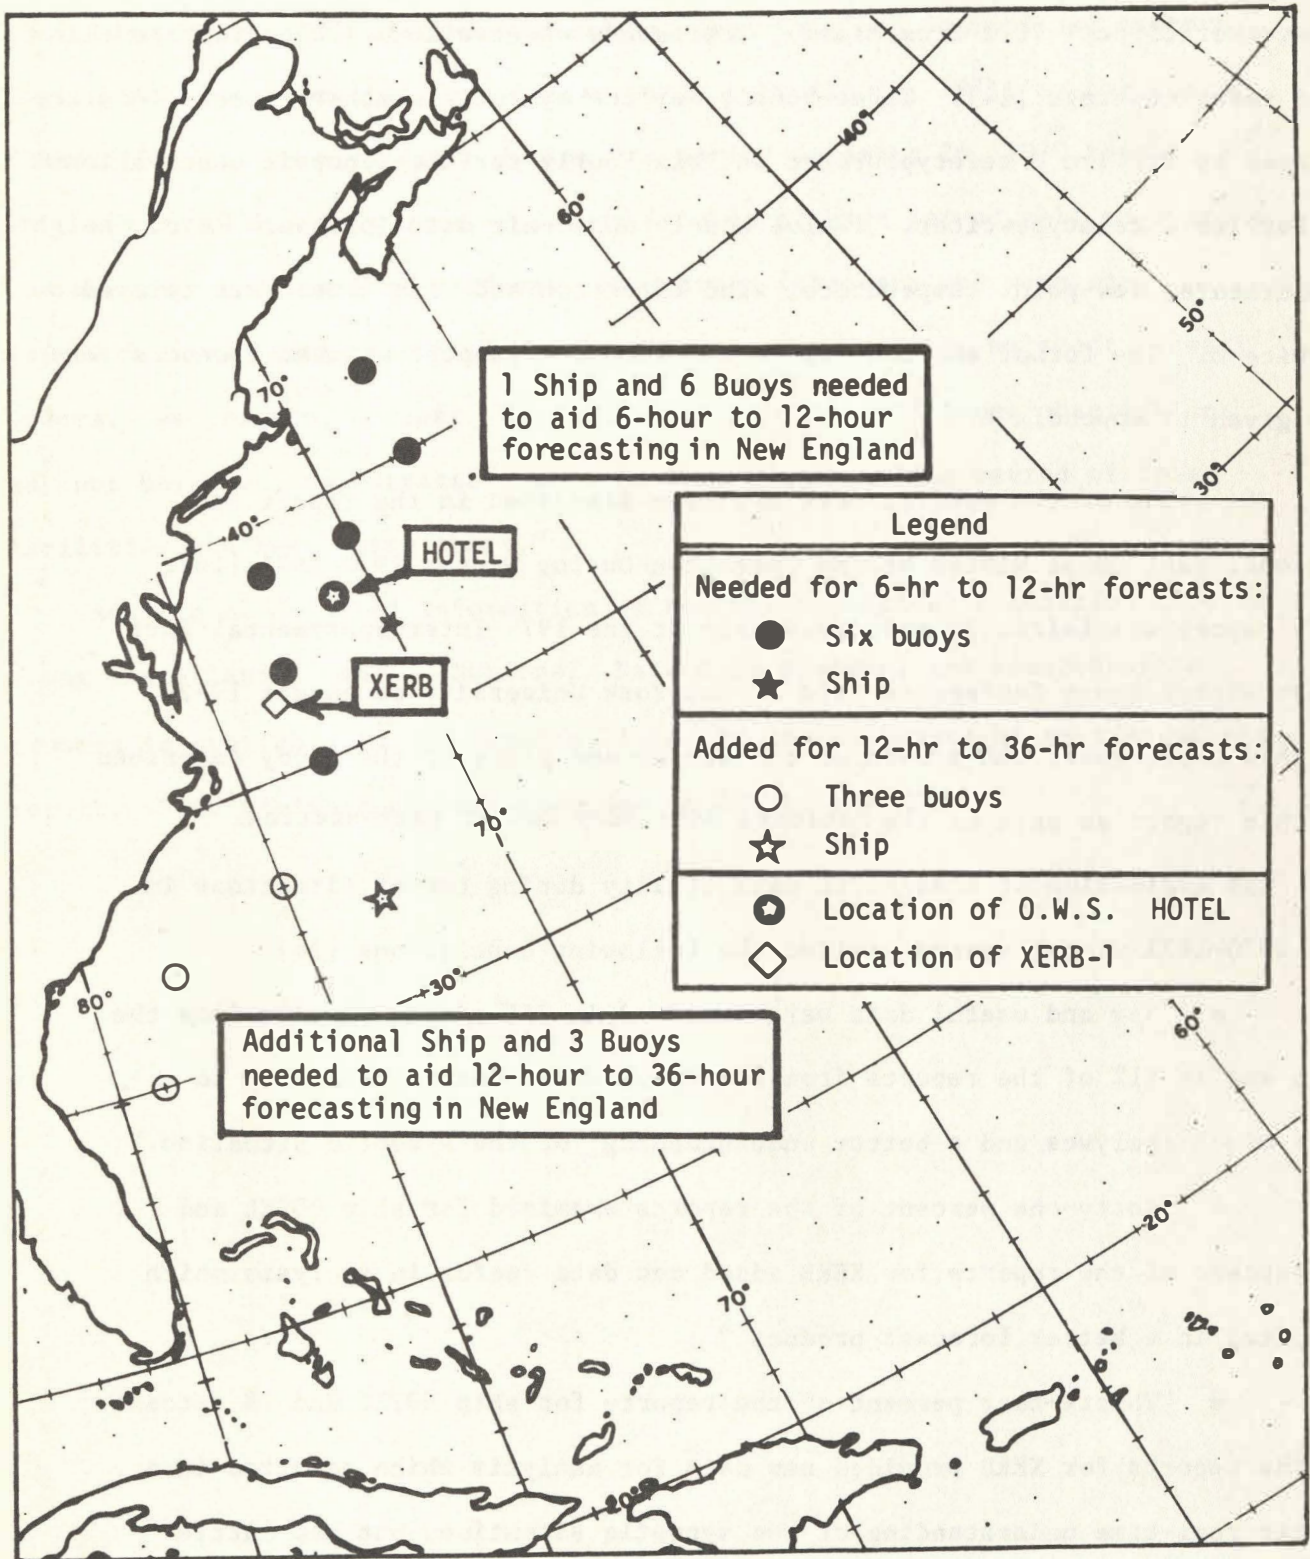 40°
60°
50°
70°
1 Ship and 6 Buoys needed
to aid 6-hour to 12-hour
forecasting in New England
30°
Legend
Needed for 6-hr to 12-hr forecasts:
Six buoys
Ship
Added for 12-hr to 36-hr forecasts:
Three buoys
Ship
Location of O.W.S. HOTEL
Location of XERB-1
40°
HOTEL
XERB
70°
30°
80°
Additional Ship and 3 Buoys
needed to aid 12-hour to 36-hour
forecasting in New England
60°
20°
70°
20°